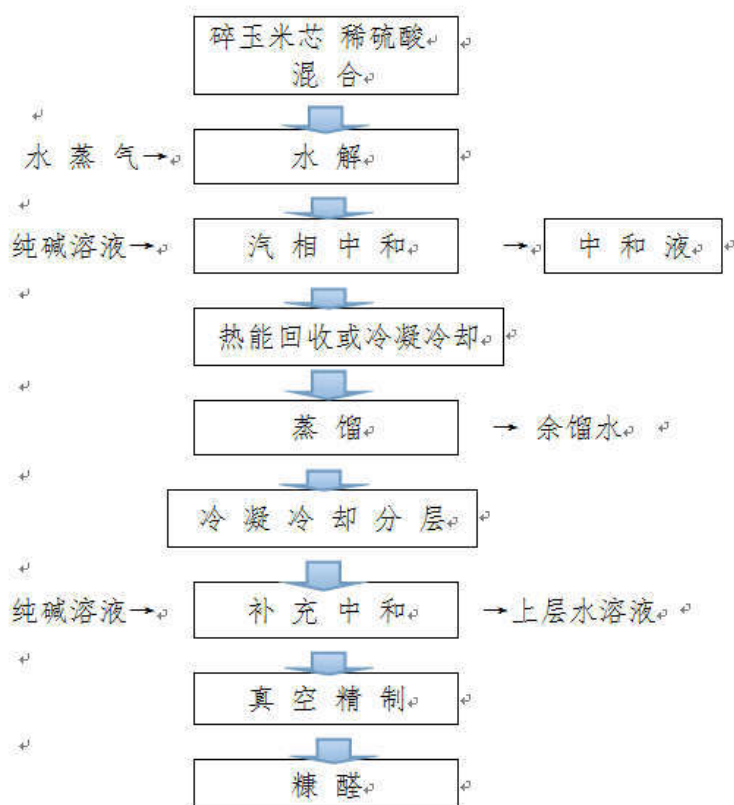 碎玉米芯 稀硫酸
混 合
水 蒸 气→
水 解
纯碱溶液→
汽 相 中 和
→
中 和 液
热能回收或冷凝冷却
蒸 馏
→ 余馏水
冷 凝 冷 却 分 层
纯碱溶液→
补 充 中 和
→上层水溶液
真 空 精 制
糠 醛